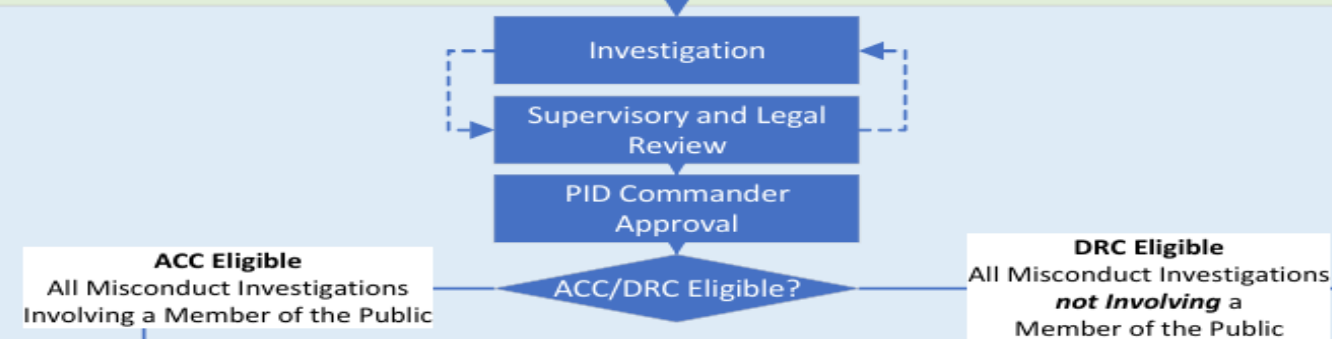 Investigation
Supervisory and Legal
Review
PID Commander
Approval
ACC/DRC Eligible?
ACC Eligible
All Misconduct Investigations
Involving a Member of the Public
DRC Eligible
All Misconduct Investigations
not Involving a
Member of the Public